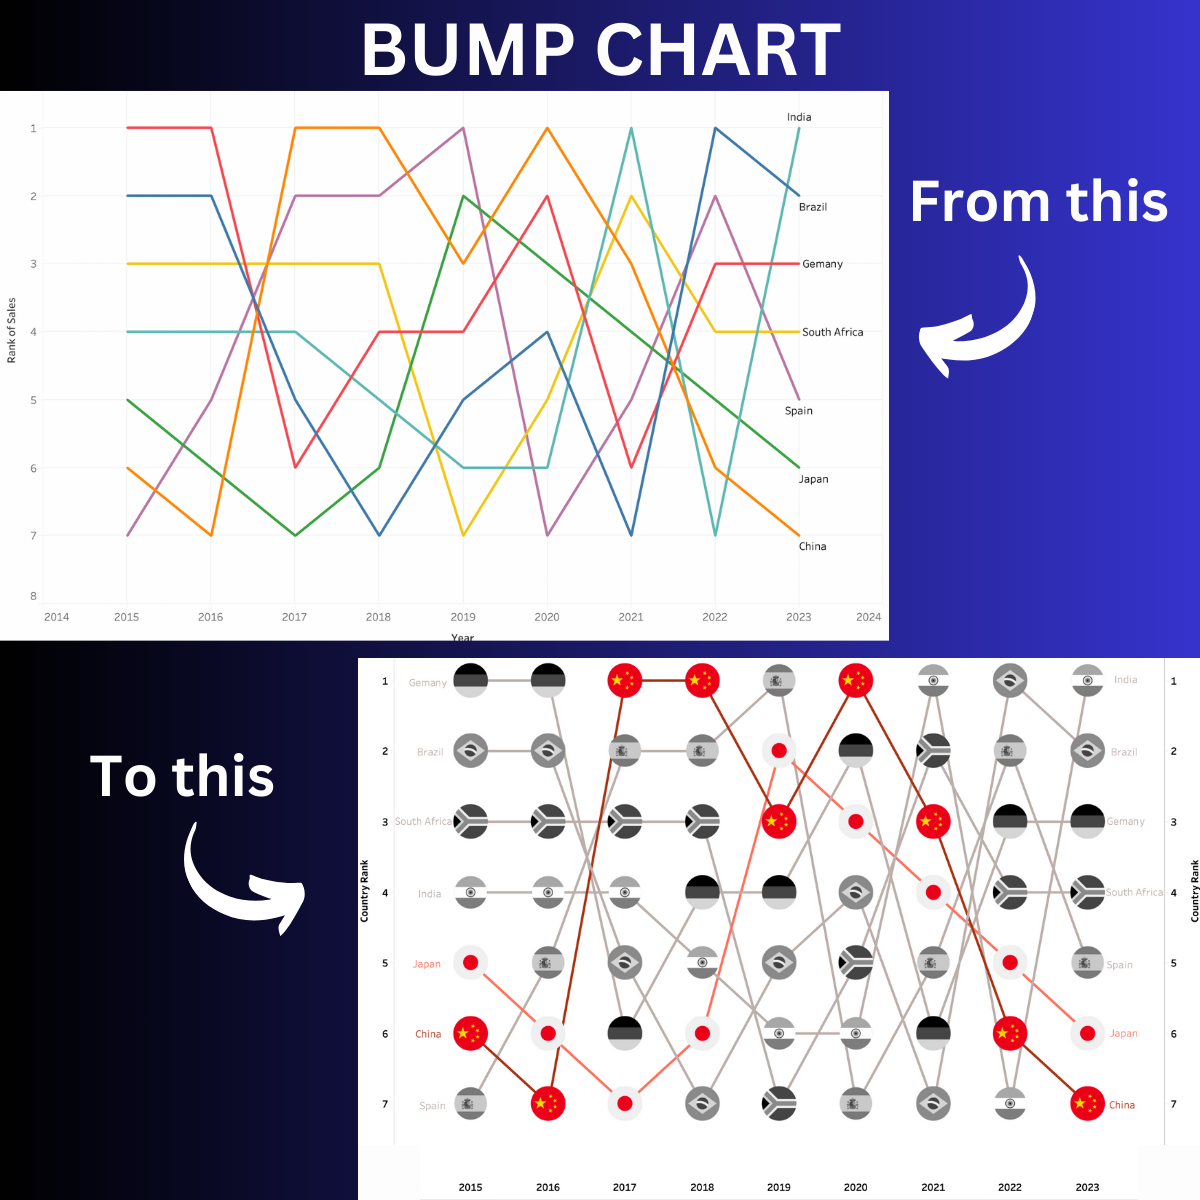 BUMP CHART
From this
India
1
2
Brazil
3
Gemany
Rank of Sales
4
South Africa
5
Spain
6
Japan
7
China
8
2014 2015 2016 2017 2018 2019 2020 2021 2022 2023 2024
Year
To this
1 Gemany India 1
2 Brazil Brazil 2
3 South Africa Gemany 3
Country Rank
Country Rank
4 India South Africa 4
5 Japan Spain 5
6 China Japan 6
7 Spain China 7
2015 2016 2017 2018 2019 2020 2021 2022 2023